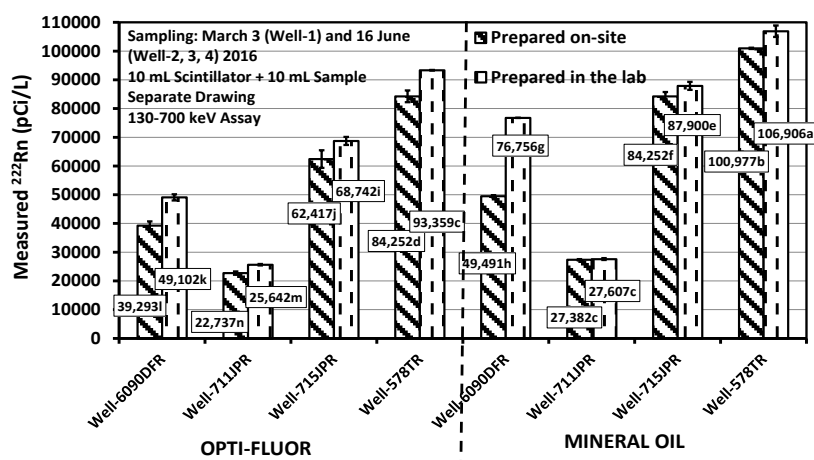 Measured ²²²Rn (pCi/L)
110000
100000
90000
80000
70000
60000
50000
40000
30000
20000
10000
0
Sampling: March 3 (Well-1) and 16 June
(Well-2, 3, 4) 2016
10 mL Scintillator + 10 mL Sample
Separate Drawing
130-700 keV Assay
Prepared on-site
Prepared in the lab
39,293l
49,102k
22,737n
25,642m
62,417j
68,742i
84,252d
93,359c
49,491h
76,756g
27,382c
27,607c
84,252f
87,900e
100,977b
106,906a
Well-6090DFR
Well-711JPR
Well-715JPR
Well-578TR
Well-6090DFR
Well-711JPR
Well-715JPR
Well-578TR
OPTI-FLUOR
MINERAL OIL